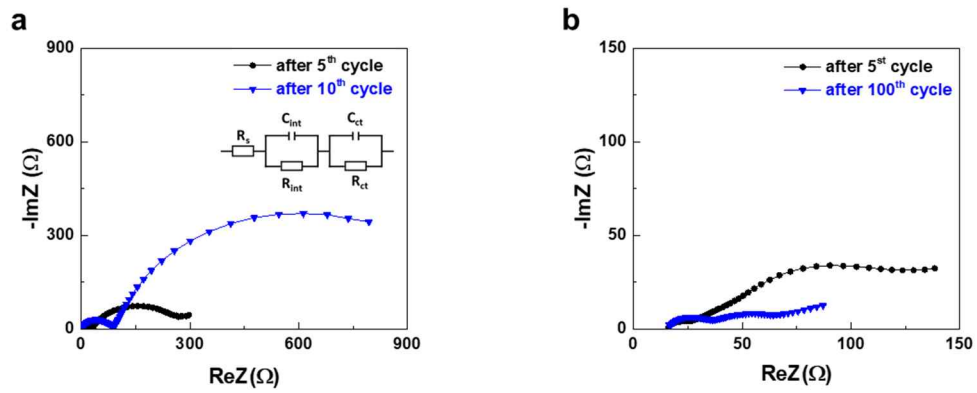 a
900
600
300
0
0
300
600
900
-ImZ (Ω)
ReZ(Ω)
after 5th cycle
after 10th cycle
Rs
Cint
Rint
Cct
Rct
b
150
100
50
0
0
50
100
150
-ImZ (Ω)
ReZ(Ω)
after 5st cycle
after 100th cycle